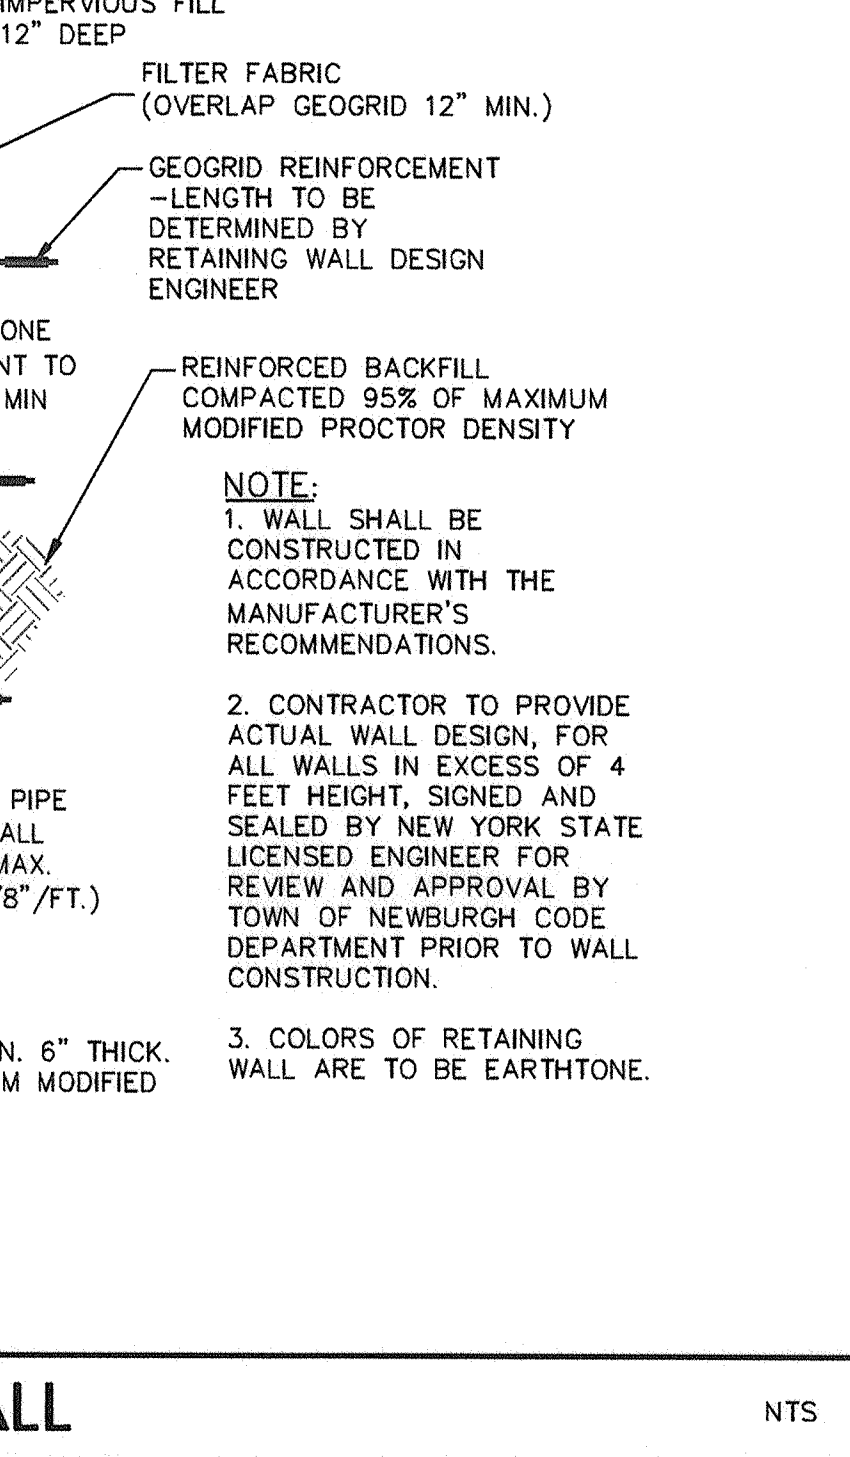 IMPERVIOUS FILL
12" DEEP
FILTER FABRIC
(OVERLAP GEOGRID 12" MIN.)
GEOGRID REINFORCEMENT
-LENGTH TO BE
DETERMINED BY
RETAINING WALL DESIGN
ENGINEER
ONE
NT TO
MIN
REINFORCED BACKFILL
COMPACTED 95% OF MAXIMUM
MODIFIED PROCTOR DENSITY
NOTE:
1. WALL SHALL BE
CONSTRUCTED IN
ACCORDANCE WITH THE
MANUFACTURER'S
RECOMMENDATIONS.
2. CONTRACTOR TO PROVIDE
ACTUAL WALL DESIGN, FOR
ALL WALLS IN EXCESS OF 4
FEET HEIGHT, SIGNED AND
SEALED BY NEW YORK STATE
LICENSED ENGINEER FOR
REVIEW AND APPROVAL BY
TOWN OF NEWBURGH CODE
DEPARTMENT PRIOR TO WALL
CONSTRUCTION.
3. COLORS OF RETAINING
WALL ARE TO BE EARTHTONE.
PIPE
ALL
MAX.
/8"/FT.)
N. 6" THICK.
M MODIFIED
ALL
NTS